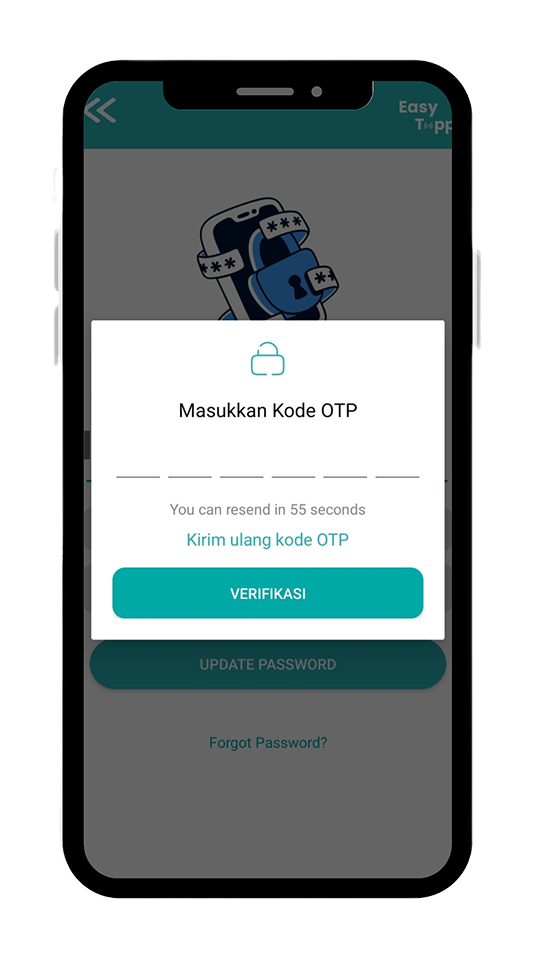 Easy
T pp
***
***
**
Masukkan Kode OTP
You can resend in 55 seconds
Kirim ulang kode OTP
VERIFIKASI
UPDATE PASSWORD
Forgot Password?